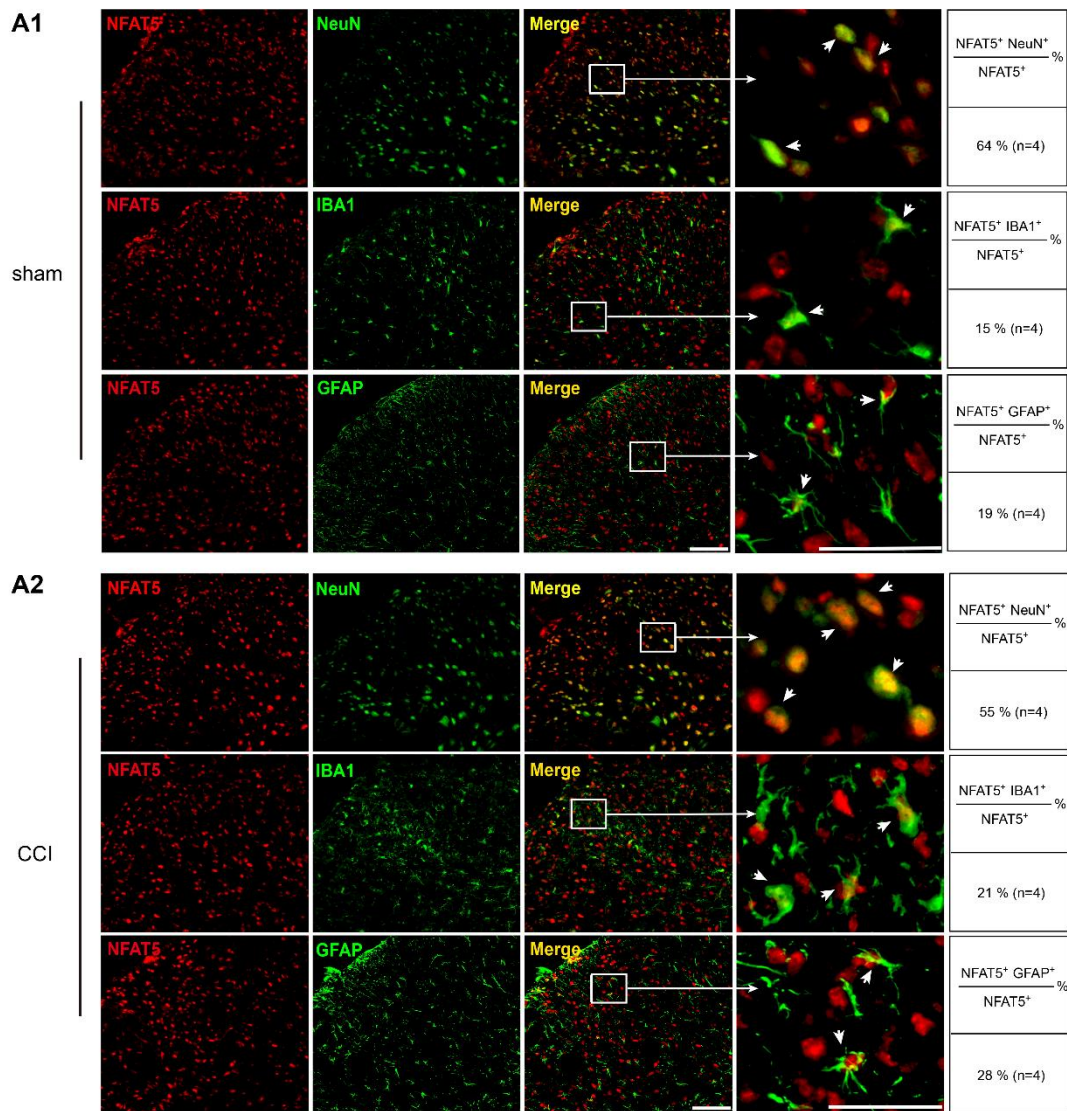 A1
NFAT5 NeuN Merge
NFAT5⁺ NeuN⁺
NFAT5⁺
%
64 % (n=4)
sham
NFAT5 IBA1 Merge
NFAT5⁺ IBA1⁺
NFAT5⁺
%
15 % (n=4)
NFAT5 GFAP Merge
NFAT5⁺ GFAP⁺
NFAT5⁺
%
19 % (n=4)
A2
NFAT5 NeuN Merge
NFAT5⁺ NeuN⁺
NFAT5⁺
%
55 % (n=4)
CCI
NFAT5 IBA1 Merge
NFAT5⁺ IBA1⁺
NFAT5⁺
%
21 % (n=4)
NFAT5 GFAP Merge
NFAT5⁺ GFAP⁺
NFAT5⁺
%
28 % (n=4)